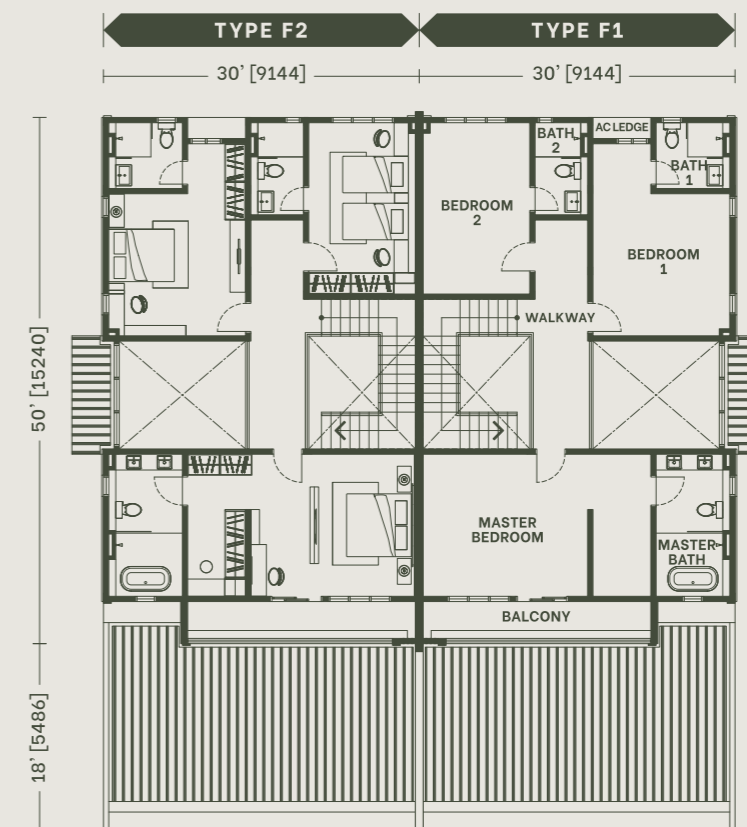 TYPE F2
TYPE F1
30' [9144]
30' [9144]
BATH
2
AC LEDGE
BATH
1
BEDROOM
2
BEDROOM
1
WALKWAY
50' [15240]
MASTER
BEDROOM
MASTER
BATH
BALCONY
18' [5486]